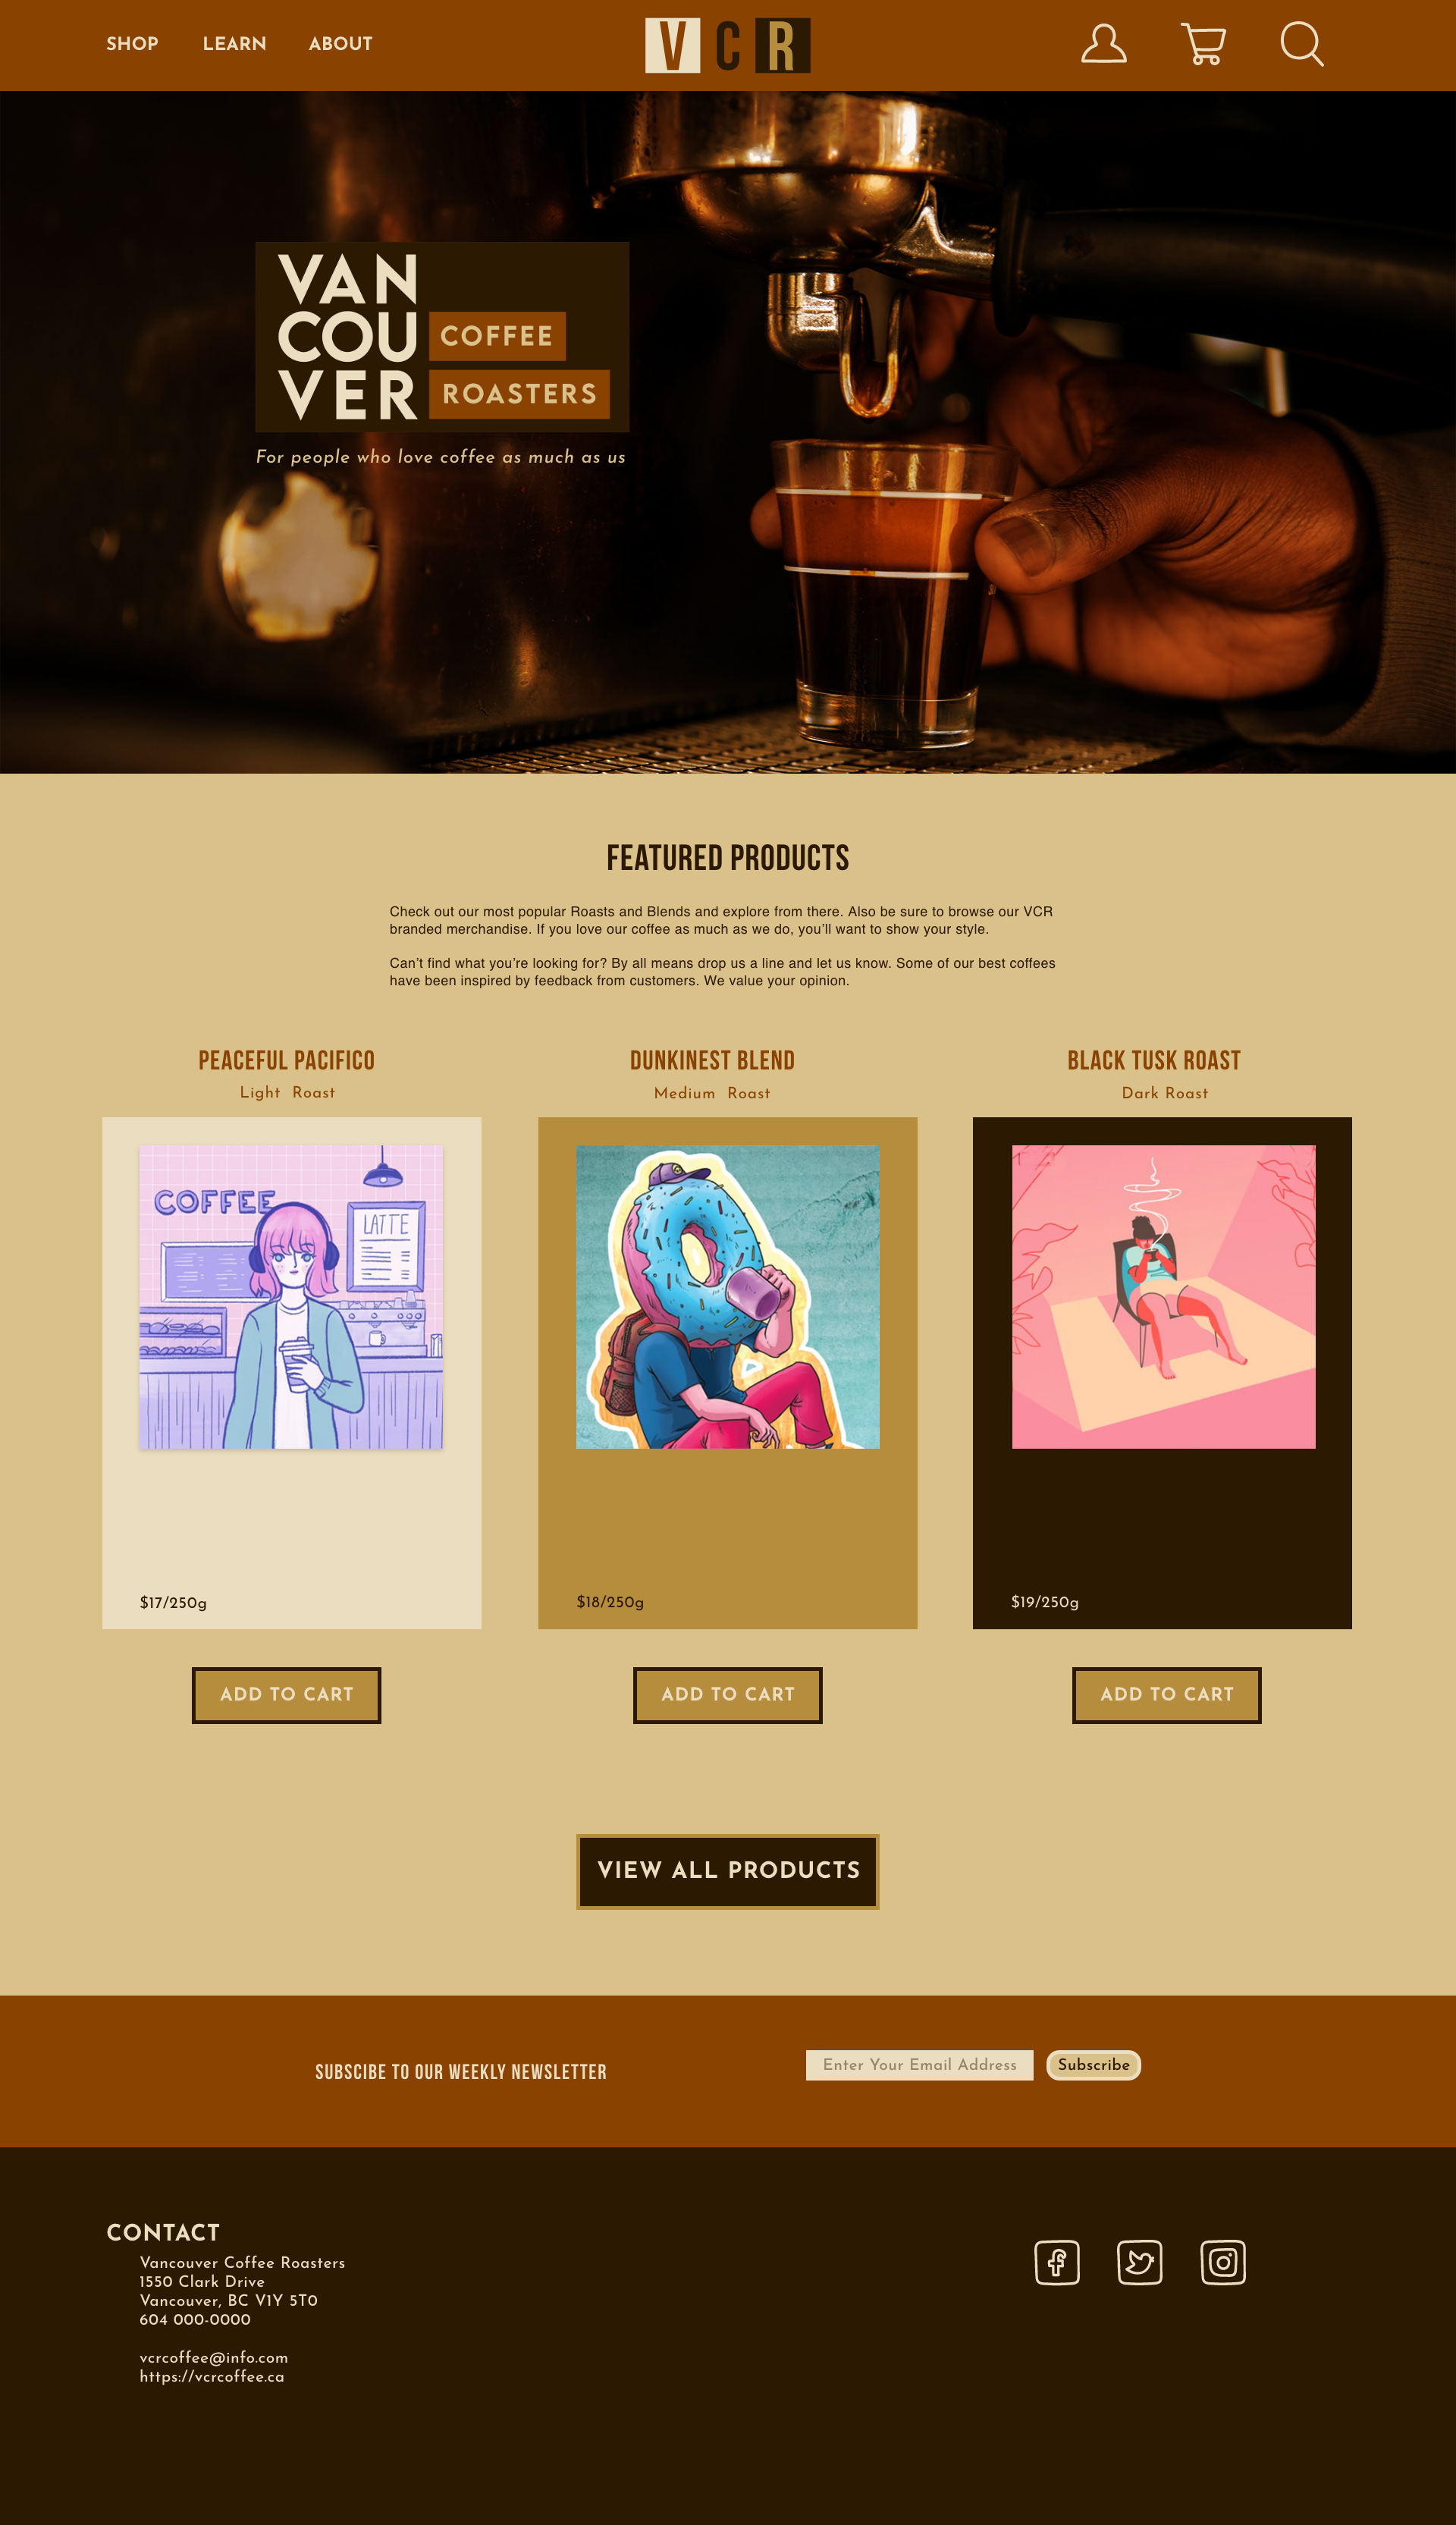 SHOP LEARN ABOUT
V C R
VAN
COU
VER
COFFEE
ROASTERS
For people who love coffee as much as us
FEATURED PRODUCTS
Check out our most popular Roasts and Blends and explore from there. Also be sure to browse our VCR
branded merchandise. If you love our coffee as much as we do, you’ll want to show your style.
Can’t find what you’re looking for? By all means drop us a line and let us know. Some of our best coffees
have been inspired by feedback from customers. We value your opinion.
PEACEFUL PACIFICO
Light Roast
COFFEE
LATTE
$17/250g
ADD TO CART
DUNKINEST BLEND
Medium Roast
$18/250g
ADD TO CART
BLACK TUSK ROAST
Dark Roast
$19/250g
ADD TO CART
VIEW ALL PRODUCTS
SUBSCIBE TO OUR WEEKLY NEWSLETTER
Enter Your Email Address
Subscribe
CONTACT
Vancouver Coffee Roasters
1550 Clark Drive
Vancouver, BC V1Y 5T0
604 000-0000
vcrcoffee@info.com
https://vcrcoffee.ca